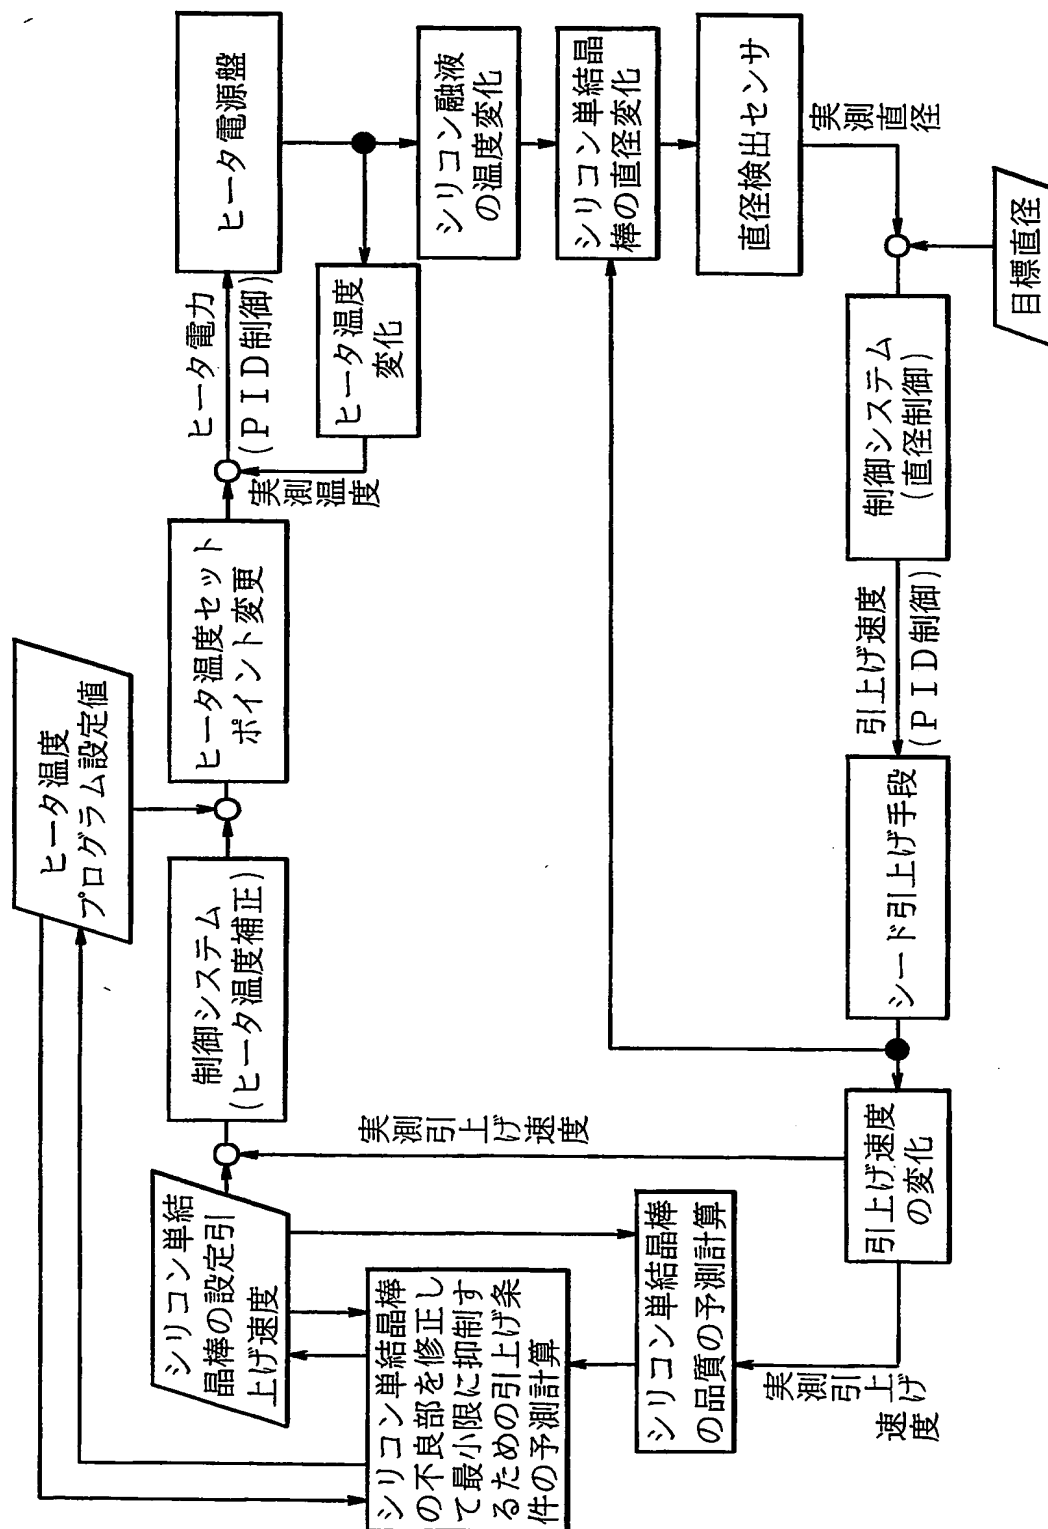 シリコン単結
晶棒の設定引
上げ速度
シリコン単結晶棒
の不良部を修正し
て最小限に抑制す
るための引上げ条
件の予測計算
シリコン単結晶棒
の品質の予測計算
実測引上げ
速度
引上げ速度
の変化
実測引上げ速度
制御システム
(ヒータ温度補正)
ヒータ温度
プログラム設定値
ヒータ温度セット
ポイント変更
実測温度
ヒータ電力
(PID制御)
ヒータ電源盤
ヒータ温度
変化
シリコン融液
の温度変化
シリコン単結晶
棒の直径変化
直径検出センサ
実測直径
目標直径
制御システム
(直径制御)
引上げ速度
(PID制御)
シード引上げ手段